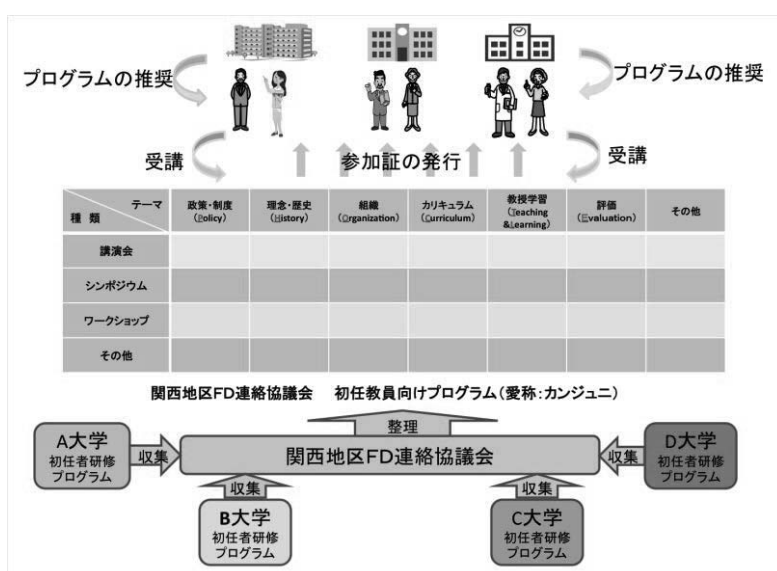 プログラムの推奨
プログラムの推奨
受講
参加証の発行
受講
テーマ
種 類
政策・制度
(Policy)
理念・歴史
(History)
組織
(Organization)
カリキュラム
(Curriculum)
教授学習
(Teaching
&Learning)
評価
(Evaluation)
その他
講演会
シンポジウム
ワークショップ
その他
関西地区FD連絡協議会 初任教員向けプログラム(愛称:カンジュニ)
整理
関西地区FD連絡協議会
A大学
初任者研修
プログラム
収集
D大学
初任者研修
プログラム
収集
B大学
初任者研修
プログラム
収集
C大学
初任者研修
プログラム
収集